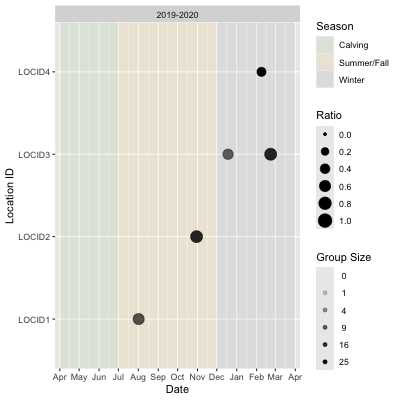 2019-2020
LOCID4
LOCID3
LOCID2
LOCID1
Location ID
Apr May Jun Jul Aug Sep Oct Nov Dec Jan Feb Mar Apr
Date
Season
Calving
Summer/Fall
Winter
Ratio
0.0
0.2
0.4
0.6
0.8
1.0
Group Size
0
1
4
9
16
25